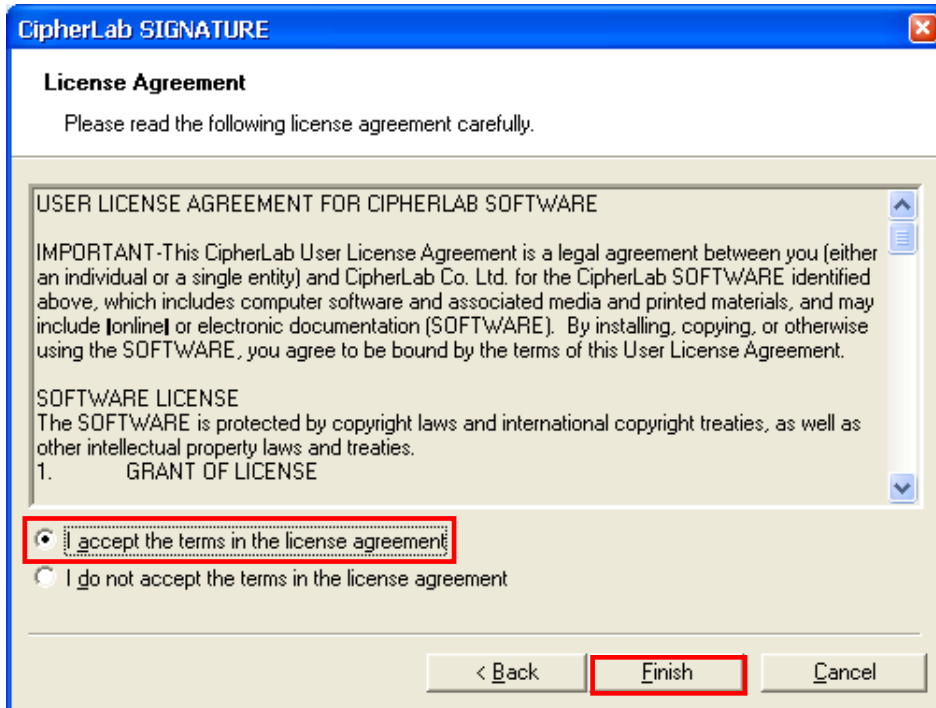 CipherLab SIGNATURE
License Agreement
Please read the following license agreement carefully.
USER LICENSE AGREEMENT FOR CIPHERLAB SOFTWARE
IMPORTANT-This CipherLab User License Agreement is a legal agreement between you (either
an individual or a single entity) and CipherLab Co. Ltd. for the CipherLab SOFTWARE identified
above, which includes computer software and associated media and printed materials, and may
include |online| or electronic documentation (SOFTWARE).  By installing, copying, or otherwise
using the SOFTWARE, you agree to be bound by the terms of this User License Agreement.
SOFTWARE LICENSE
The SOFTWARE is protected by copyright laws and international copyright treaties, as well as
other intellectual property laws and treaties.
1. GRANT OF LICENSE
I accept the terms in the license agreement
I do not accept the terms in the license agreement
< Back Finish Cancel